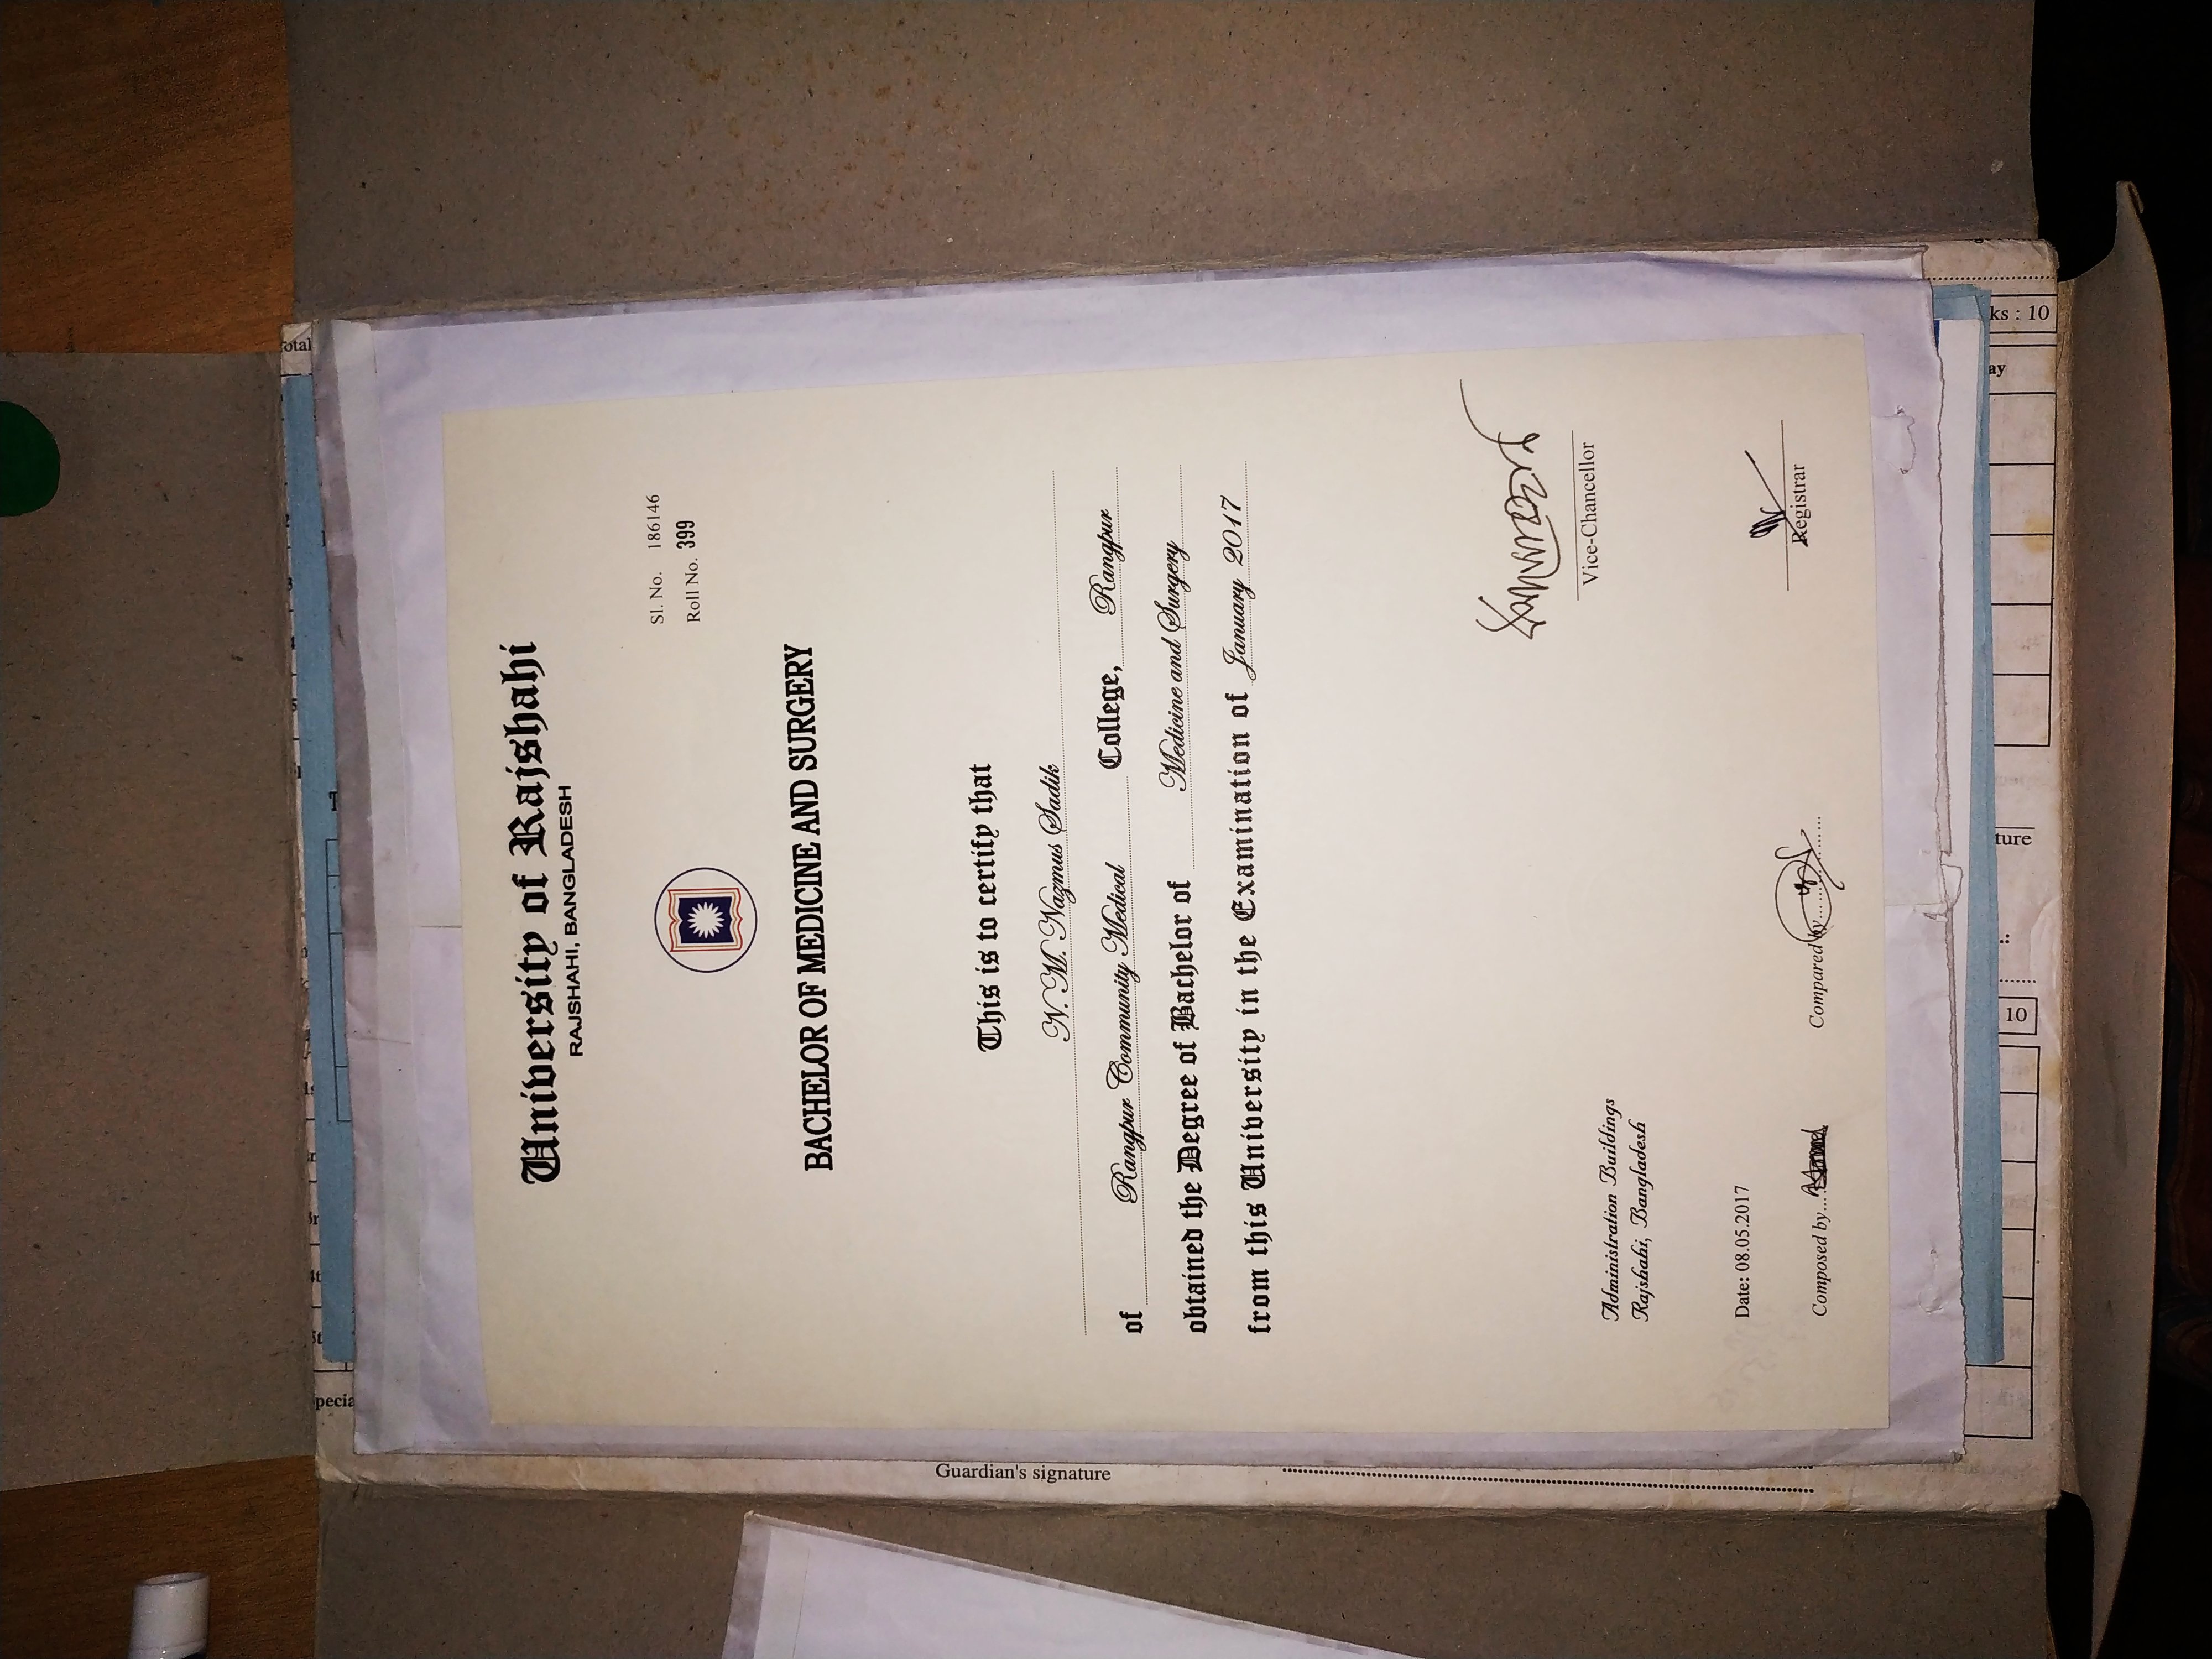 University of Rajshahi
RAJSHAHI, BANGLADESH
Sl. No. 186146
Roll No. 399
BACHELOR OF MEDICINE AND SURGERY
This is to certify that
N. M. Nazmus Sadik
of Rangpur Community Medical College, Rangpur
obtained the Degree of Bachelor of Medicine and Surgery
from this University in the Examination of January 2017
Vice-Chancellor
Administration Buildings
Rajshahi, Bangladesh
Date: 08.05.2017
Registrar
Composed by....
Compared by..................
Guardian's signature
10
ture
ay
ks : 10